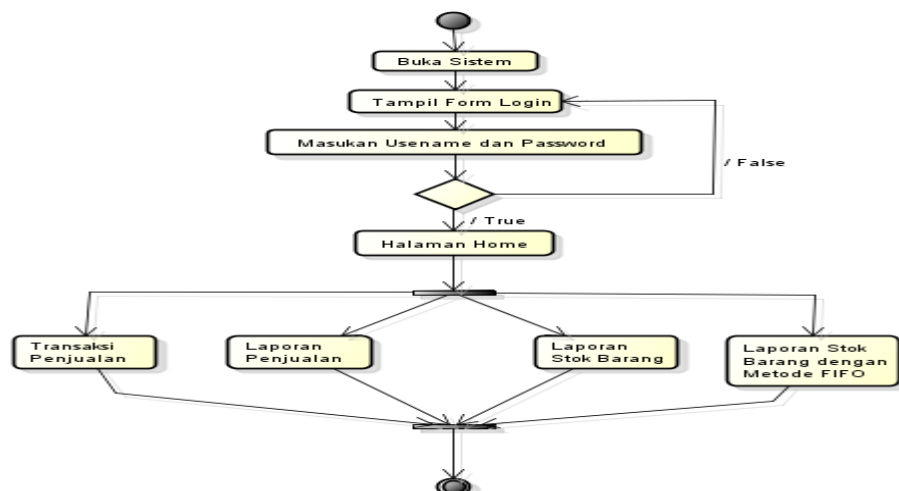 Buka Sistem
Tampil Form Login
Masukan Usename dan Password
/ False
/ True
Halaman Home
Transaksi
Penjualan
Laporan
Penjualan
Laporan
Stok Barang
Laporan Stok
Barang dengan
Metode FIFO